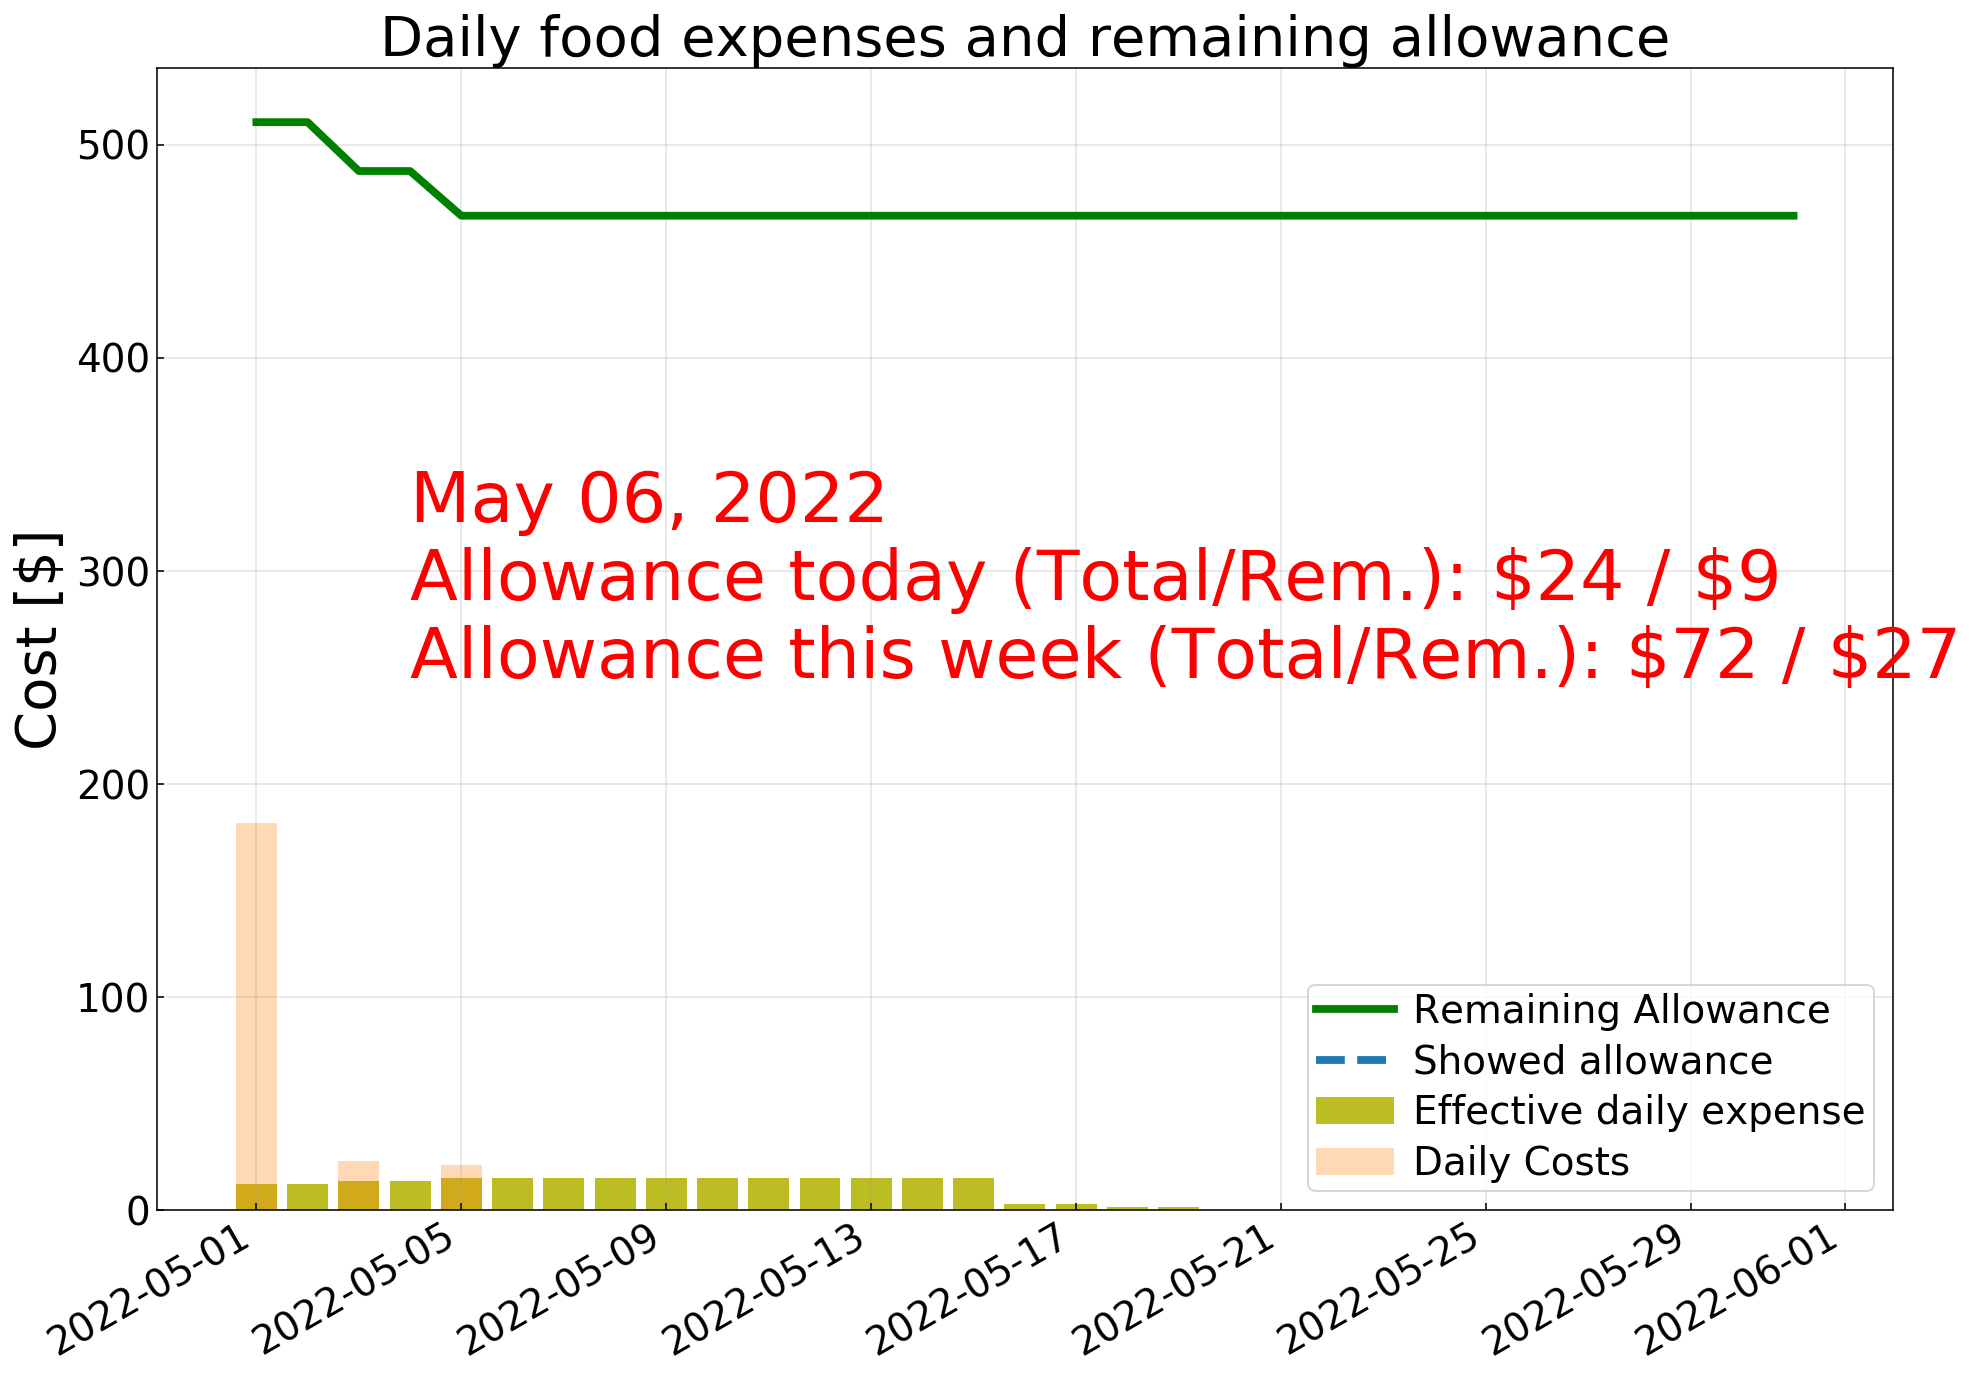 Daily food expenses and remaining allowance
Cost [$]
500
400
300
200
100
0
May 06, 2022
Allowance today (Total/Rem.): $24 / $9
Allowance this week (Total/Rem.): $72 / $27
Remaining Allowance
Showed allowance
Effective daily expense
Daily Costs
2022-05-01
2022-05-05
2022-05-09
2022-05-13
2022-05-17
2022-05-21
2022-05-25
2022-05-29
2022-06-01